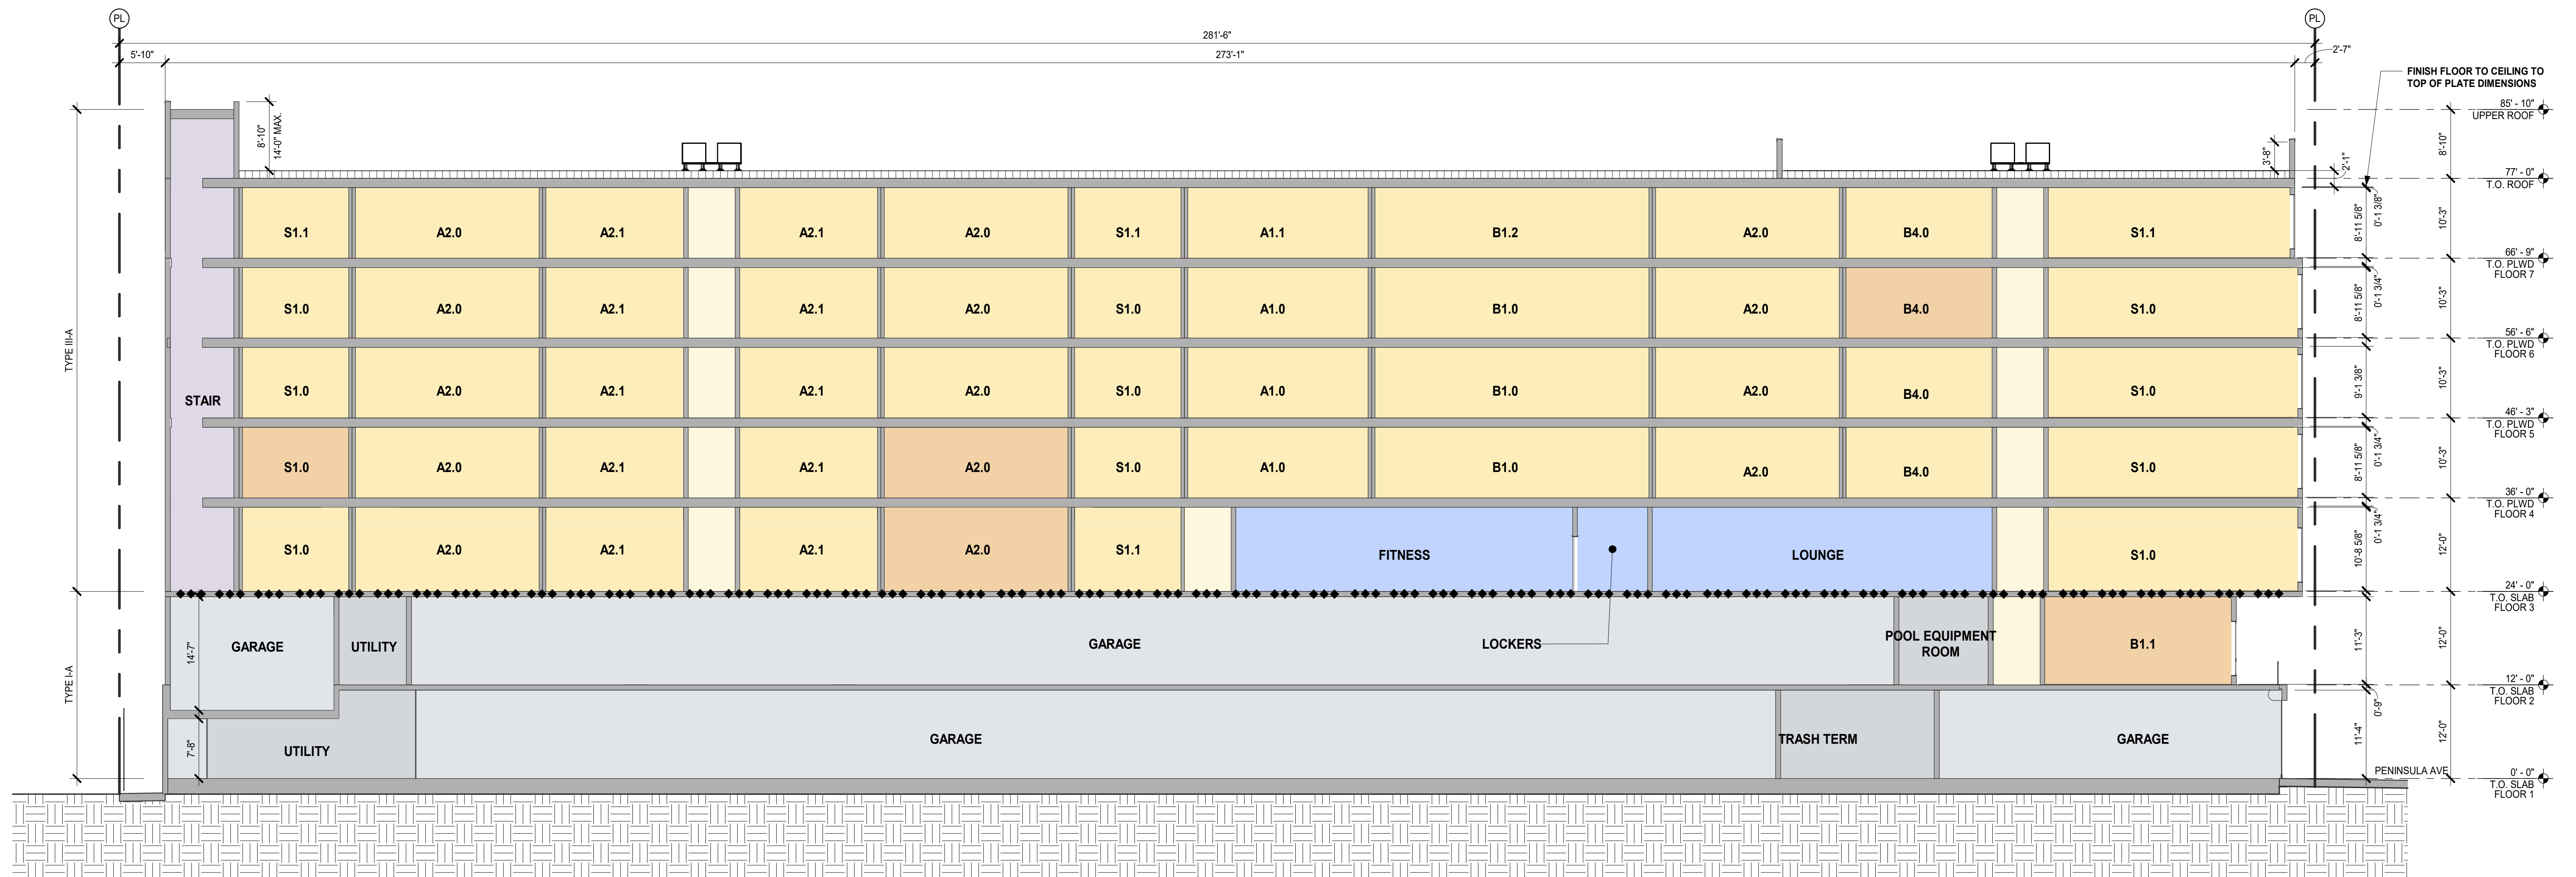 PL
PL
281'-6"
5'-10"
273'-1"
2'-7"
FINISH FLOOR TO CEILING TO
TOP OF PLATE DIMENSIONS
85' - 10"
UPPER ROOF
8'-10"
14'-0" MAX.
8'-10"
3'-8"
2'-1"
77' - 0"
T.O. ROOF
S1.1
A2.0
A2.1
A2.1
A2.0
S1.1
A1.1
B1.2
A2.0
B4.0
S1.1
8'-11 5/8"
0'-1 3/8"
10'-3"
66' - 9"
T.O. PLWD
FLOOR 7
S1.0
A2.0
A2.1
A2.1
A2.0
S1.0
A1.0
B1.0
A2.0
B4.0
S1.0
8'-11 5/8"
0'-1 3/4"
10'-3"
56' - 6"
T.O. PLWD
FLOOR 6
TYPE III-A
STAIR
S1.0
A2.0
A2.1
A2.1
A2.0
S1.0
A1.0
B1.0
A2.0
B4.0
S1.0
9'-1 3/8"
10'-3"
46' - 3"
T.O. PLWD
FLOOR 5
S1.0
A2.0
A2.1
A2.1
A2.0
S1.0
A1.0
B1.0
A2.0
B4.0
S1.0
8'-11 5/8"
0'-1 3/4"
10'-3"
36' - 0"
T.O. PLWD
FLOOR 4
S1.0
A2.0
A2.1
A2.1
A2.0
S1.1
FITNESS
LOUNGE
S1.0
10'-8 5/8"
0'-1 3/4"
12'-0"
24' - 0"
T.O. SLAB
FLOOR 3
TYPE I-A
14'-7"
GARAGE
UTILITY
GARAGE
LOCKERS
POOL EQUIPMENT
ROOM
B1.1
11'-3"
12'-0"
12' - 0"
T.O. SLAB
FLOOR 2
7'-8"
UTILITY
GARAGE
TRASH TERM
GARAGE
11'-4"
0'-9"
12'-0"
PENINSULA AVE
0' - 0"
T.O. SLAB
FLOOR 1